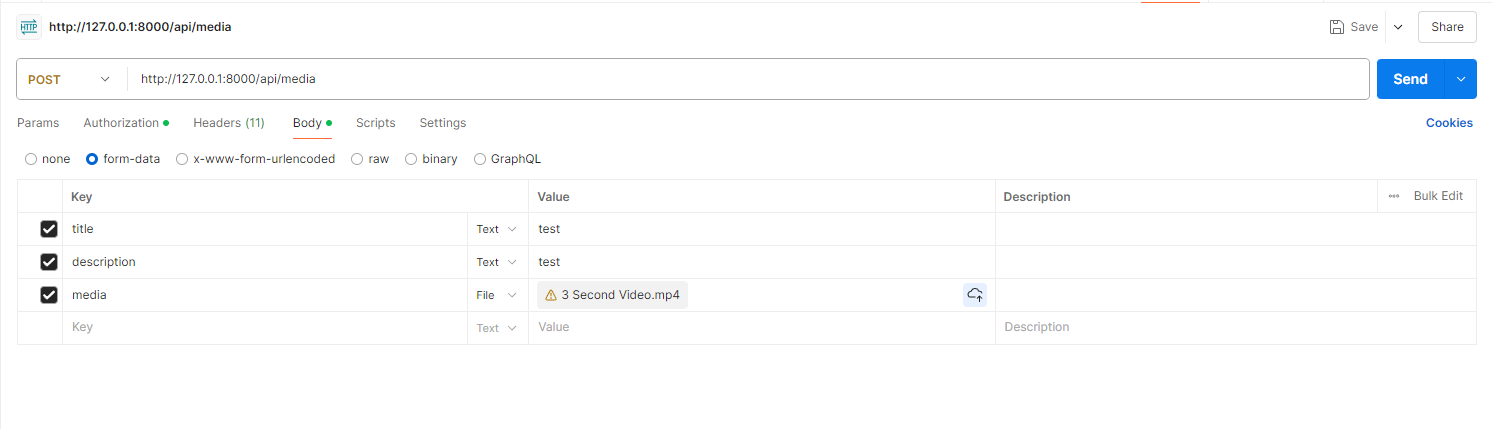 HTTP http://127.0.0.1:8000/api/media Save Share
POST http://127.0.0.1:8000/api/media Send
Params Authorization Headers (11) Body Scripts Settings Cookies
none form-data x-www-form-urlencoded raw binary GraphQL
Key Value Description Bulk Edit
title Text test
description Text test
media File 3 Second Video.mp4
Key Text Value Description